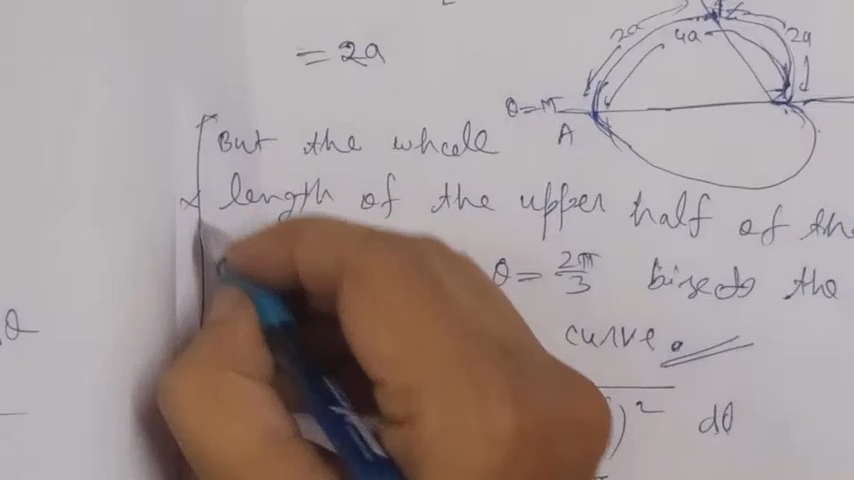 = 2a
2a
4a
2a
θ = π
A
But the whole
length of the upper half of the
θ = 2π/3 bisects the
curve.
)² dθ